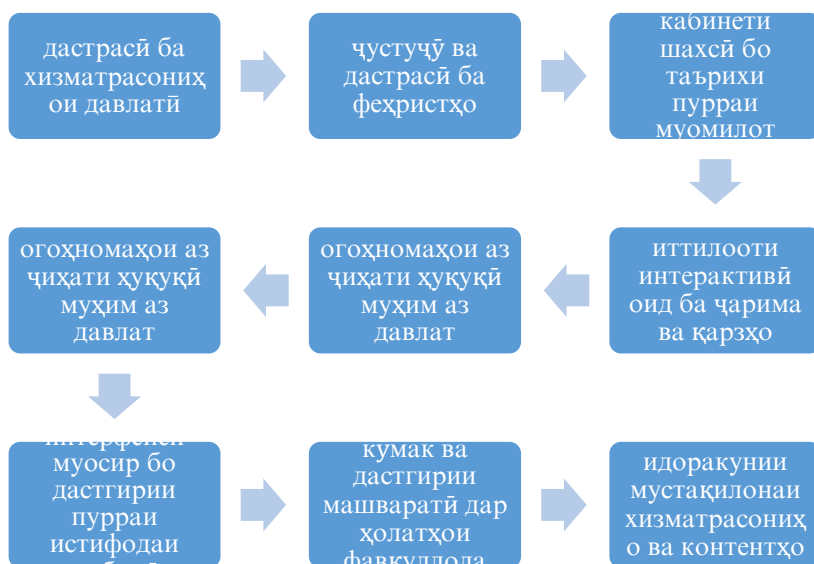 дастрасӣ ба
хизматрасониҳ
ои давлатӣ
ҷустуҷӯ ва
дастрасӣ ба
феҳристҳо
кабинети
шахсӣ бо
таърихи
пурраи
муомилот
иттилооти
интерактивӣ
оид ба ҷарима
ва қарзҳо
огоҳномаҳои аз
ҷиҳати ҳуқуқӣ
муҳим аз
давлат
огоҳномаҳои аз
ҷиҳати ҳуқуқӣ
муҳим аз
давлат
интерфейси
муосир бо
дастгирии
пурраи
истифодаи
кумак ва
дастгирии
машваратӣ дар
ҳолатҳои
идоракунии
мустақилонаи
хизматрасониҳ
о ва контентҳо